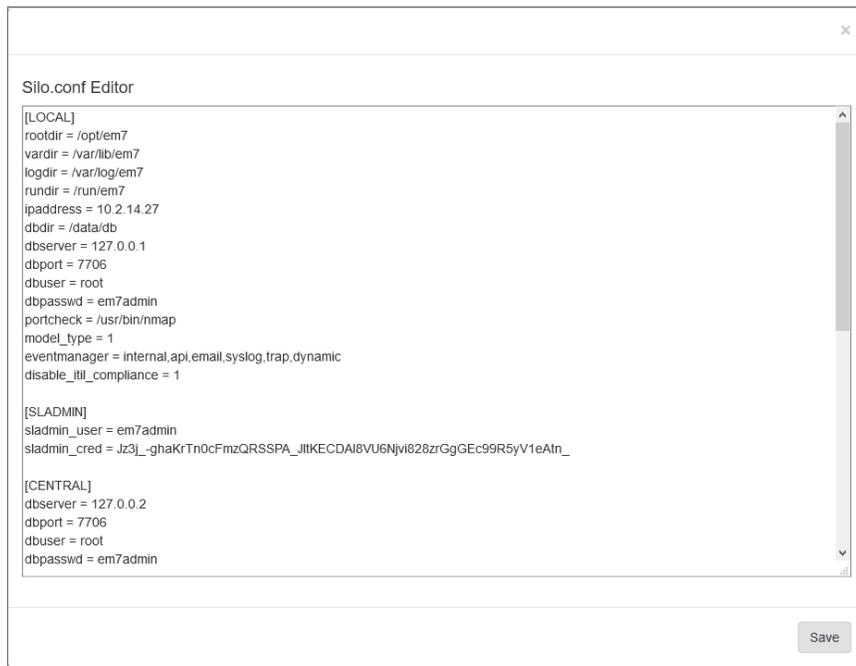 ×
Silo.conf Editor
[LOCAL]
rootdir = /opt/em7
vardir = /var/lib/em7
logdir = /var/log/em7
rundir = /run/em7
ipaddress = 10.2.14.27
dbdir = /data/db
dbserver = 127.0.0.1
dbport = 7706
dbuser = root
dbpasswd = em7admin
portcheck = /usr/bin/nmap
model_type = 1
eventmanager = internal,api,email,syslog,trap,dynamic
disable_itil_compliance = 1
[SLADMIN]
sladmin_user = em7admin
sladmin_cred = Jz3j_-ghaKrTn0cFmzQRSSPA_JltKECDAl8VU6Njvi828zrGgGEc99R5yV1eAtn_
[CENTRAL]
dbserver = 127.0.0.2
dbport = 7706
dbuser = root
dbpasswd = em7admin
Save